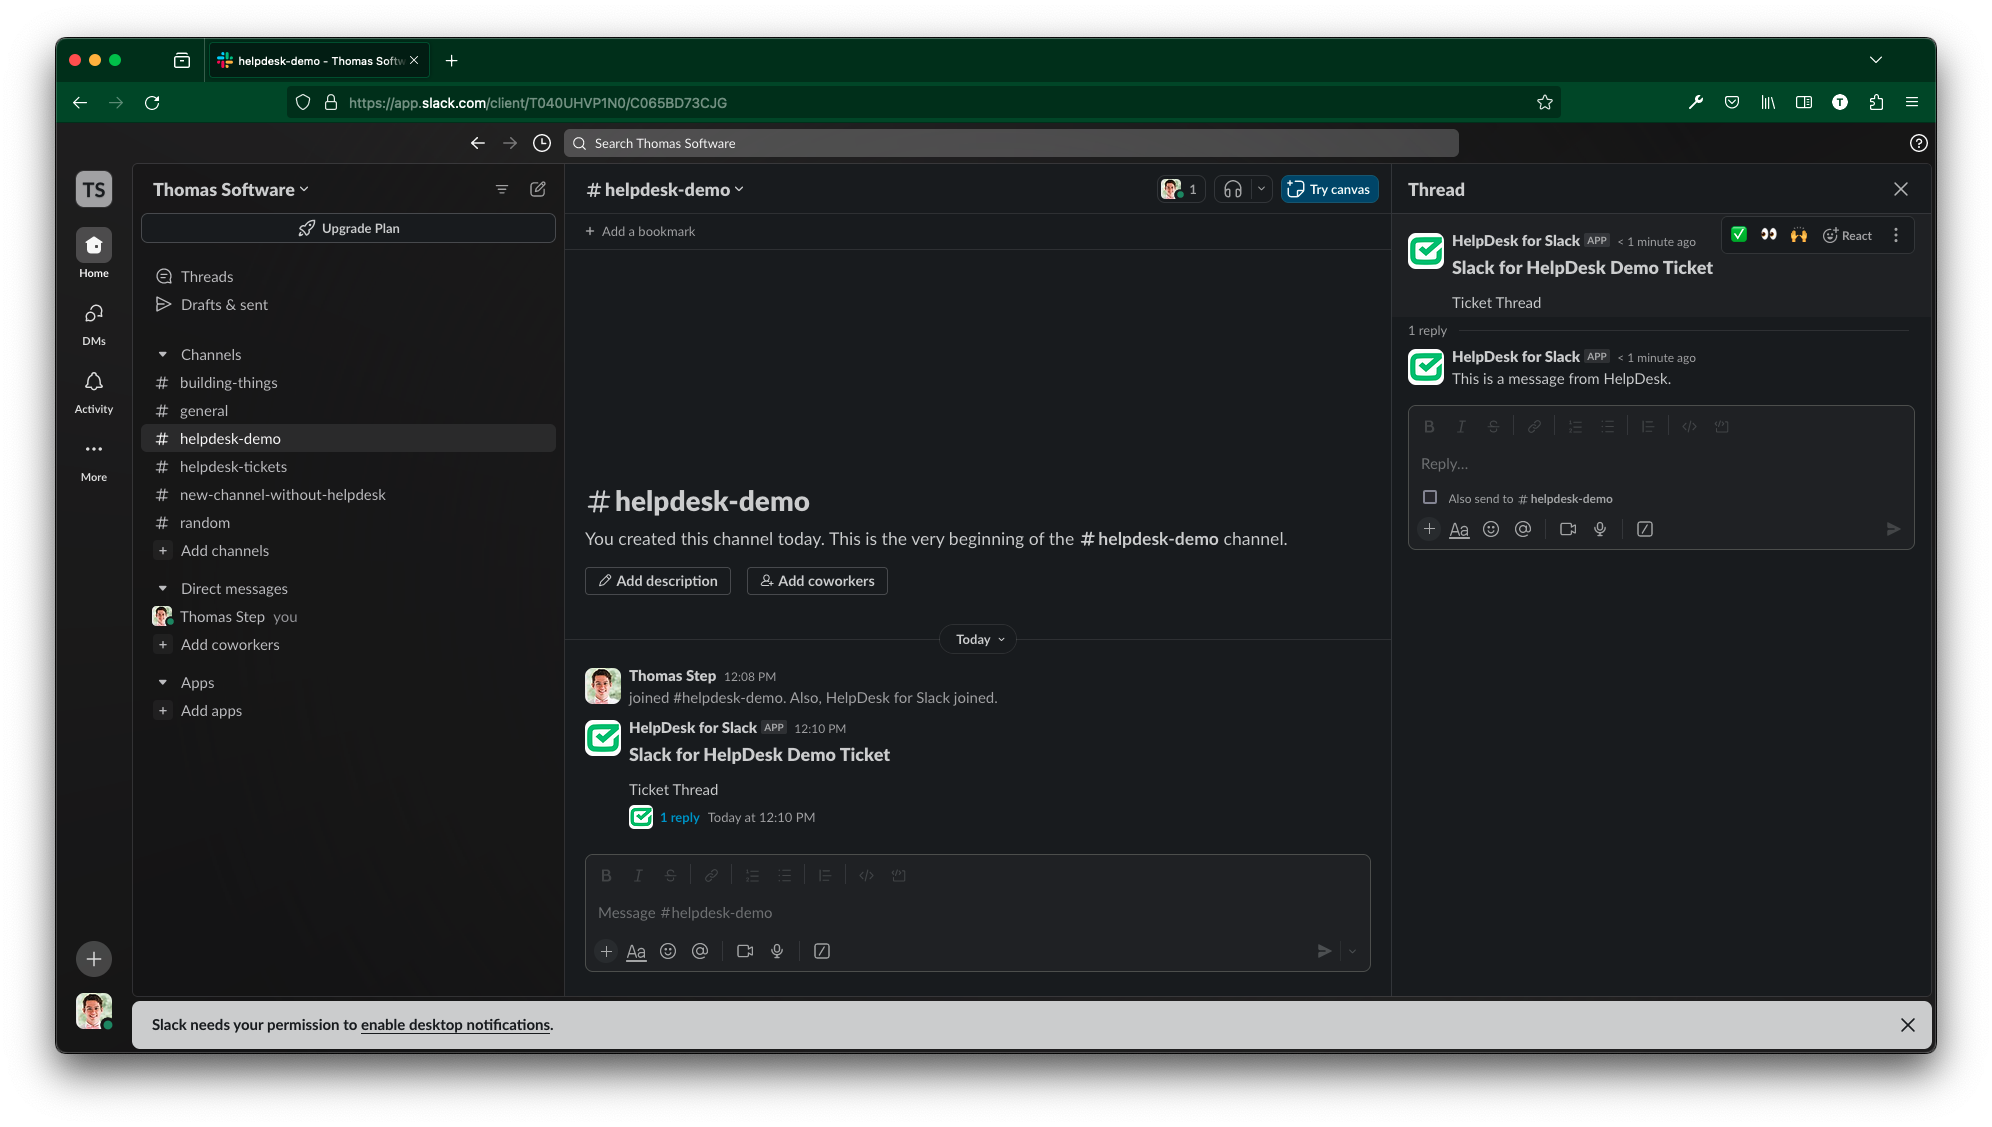 helpdesk-demo - Thomas Softw
https://app.slack.com/client/T040UHVP1N0/C065BD73CJG
Search Thomas Software
TS
Home
DMs
Activity
More
Thomas Software
Upgrade Plan
Threads
Drafts & sent
Channels
# building-things
# general
# helpdesk-demo
# helpdesk-tickets
# new-channel-without-helpdesk
# random
+ Add channels
Direct messages
Thomas Step you
+ Add coworkers
Apps
+ Add apps
# helpdesk-demo
1
Try canvas
+ Add a bookmark
# helpdesk-demo
You created this channel today. This is the very beginning of the # helpdesk-demo channel.
Add description
Add coworkers
Today
Thomas Step 12:08 PM
joined #helpdesk-demo. Also, HelpDesk for Slack joined.
HelpDesk for Slack APP 12:10 PM
Slack for HelpDesk Demo Ticket
Ticket Thread
1 reply Today at 12:10 PM
Message #helpdesk-demo
Aa
Thread
HelpDesk for Slack APP < 1 minute ago
React
Slack for HelpDesk Demo Ticket
Ticket Thread
1 reply
HelpDesk for Slack APP < 1 minute ago
This is a message from HelpDesk.
Reply...
Also send to # helpdesk-demo
Aa
Slack needs your permission to enable desktop notifications.